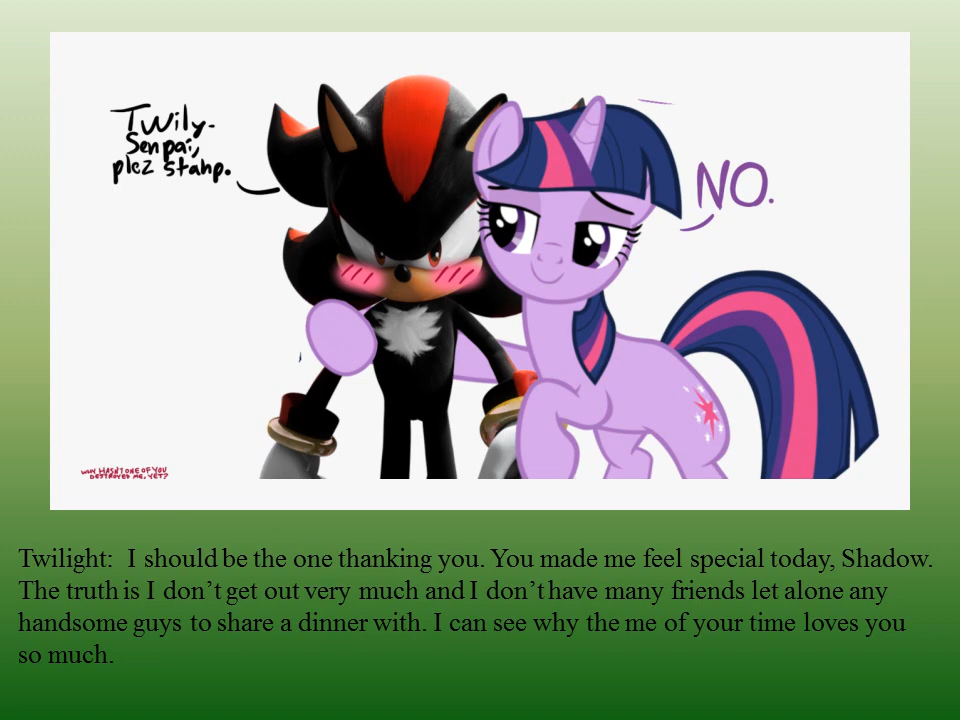 Twily-
Senpai,
plez stahp.
NO.
WHY HASN'T ONE OF YOU
DESTROYED ME, YET?
Twilight:  I should be the one thanking you. You made me feel special today, Shadow.
The truth is I don’t get out very much and I don’t have many friends let alone any
handsome guys to share a dinner with. I can see why the me of your time loves you
so much.